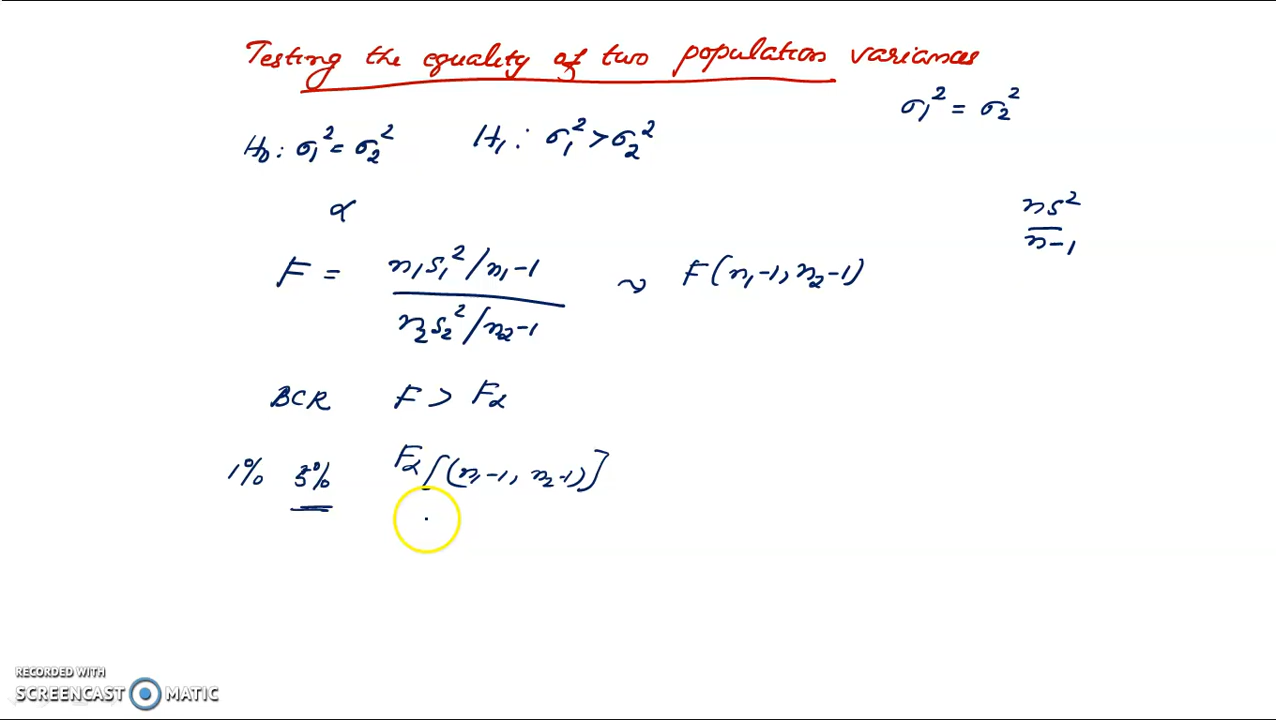 Testing the equality of two population variances
σ₁² = σ₂²
H₀: σ₁² = σ₂² H₁: σ₁² > σ₂²
α
ns²/n-1
F = n₁s₁²/n₁-1 / n₂s₂²/n₂-1 ~ F(n₁-1, n₂-1)
BCR F > Fα
1% 5% Fα[(n₁-1, n₂-1)]
RECORDED WITH
SCREENCAST MATIC